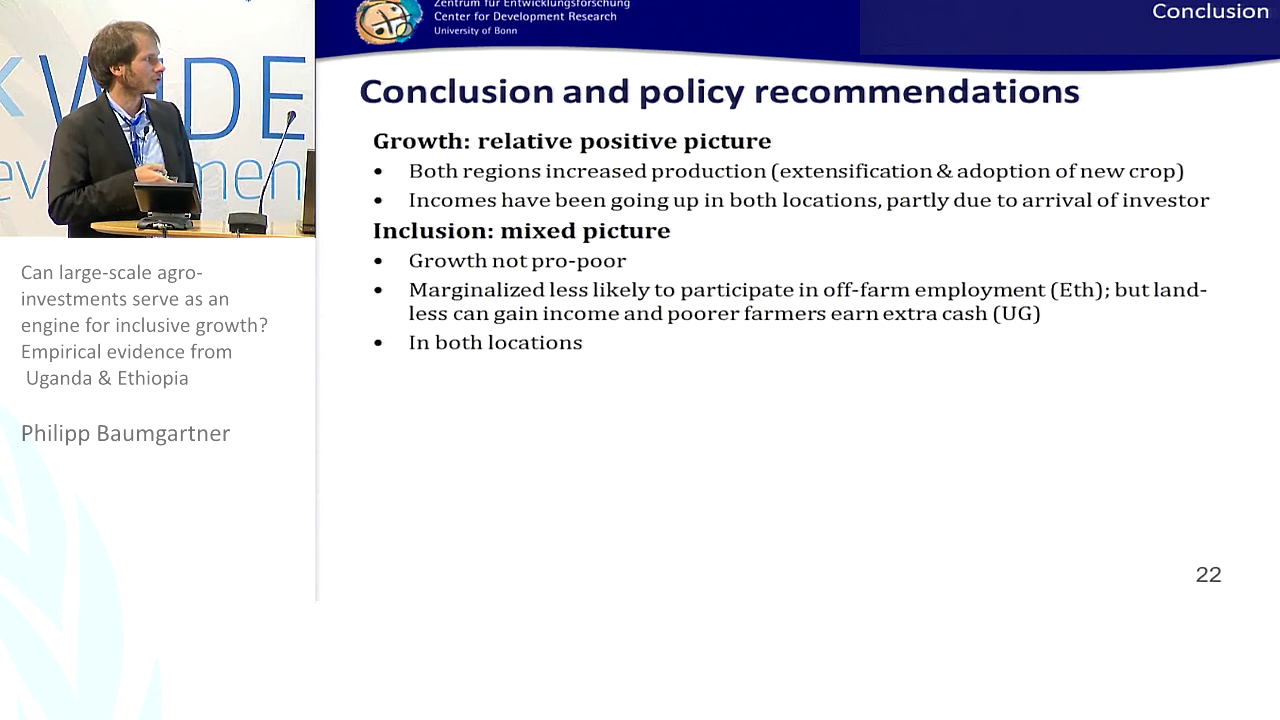 WIDE
Zentrum für Entwicklungsforschung
Center for Development Research
University of Bonn
Conclusion
Conclusion and policy recommendations
Growth: relative positive picture
• Both regions increased production (extensification & adoption of new crop)
• Incomes have been going up in both locations, partly due to arrival of investor
Inclusion: mixed picture
• Growth not pro-poor
• Marginalized less likely to participate in off-farm employment (Eth); but land-
less can gain income and poorer farmers earn extra cash (UG)
• In both locations
22
Can large-scale agro-
investments serve as an
engine for inclusive growth?
Empirical evidence from
Uganda & Ethiopia
Philipp Baumgartner